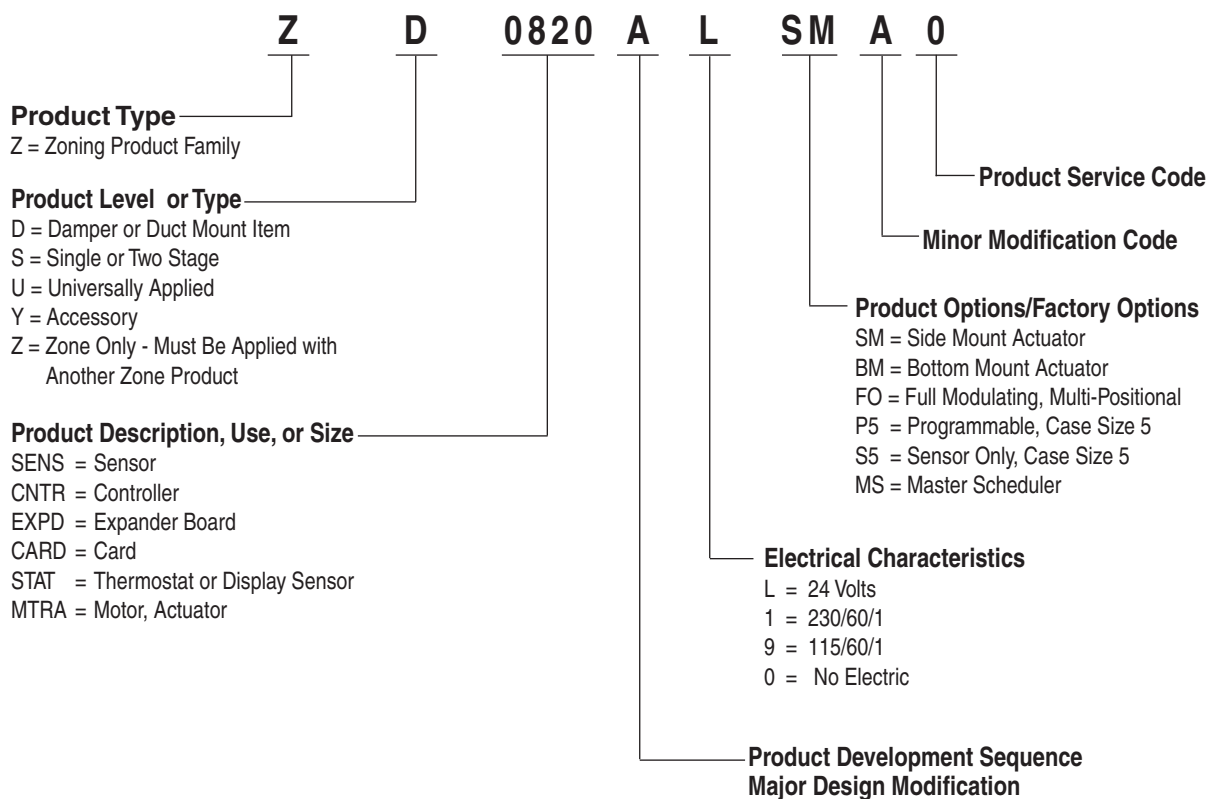 Z D 0820 A L SM A 0
Product Type
Z = Zoning Product Family
Product Level or Type
D = Damper or Duct Mount Item
S = Single or Two Stage
U = Universally Applied
Y = Accessory
Z = Zone Only - Must Be Applied with
Another Zone Product
Product Description, Use, or Size
SENS = Sensor
CNTR = Controller
EXPD = Expander Board
CARD = Card
STAT = Thermostat or Display Sensor
MTRA = Motor, Actuator
Product Service Code
Minor Modification Code
Product Options/Factory Options
SM = Side Mount Actuator
BM = Bottom Mount Actuator
FO = Full Modulating, Multi-Positional
P5 = Programmable, Case Size 5
S5 = Sensor Only, Case Size 5
MS = Master Scheduler
Electrical Characteristics
L = 24 Volts
1 = 230/60/1
9 = 115/60/1
0 = No Electric
Product Development Sequence
Major Design Modification